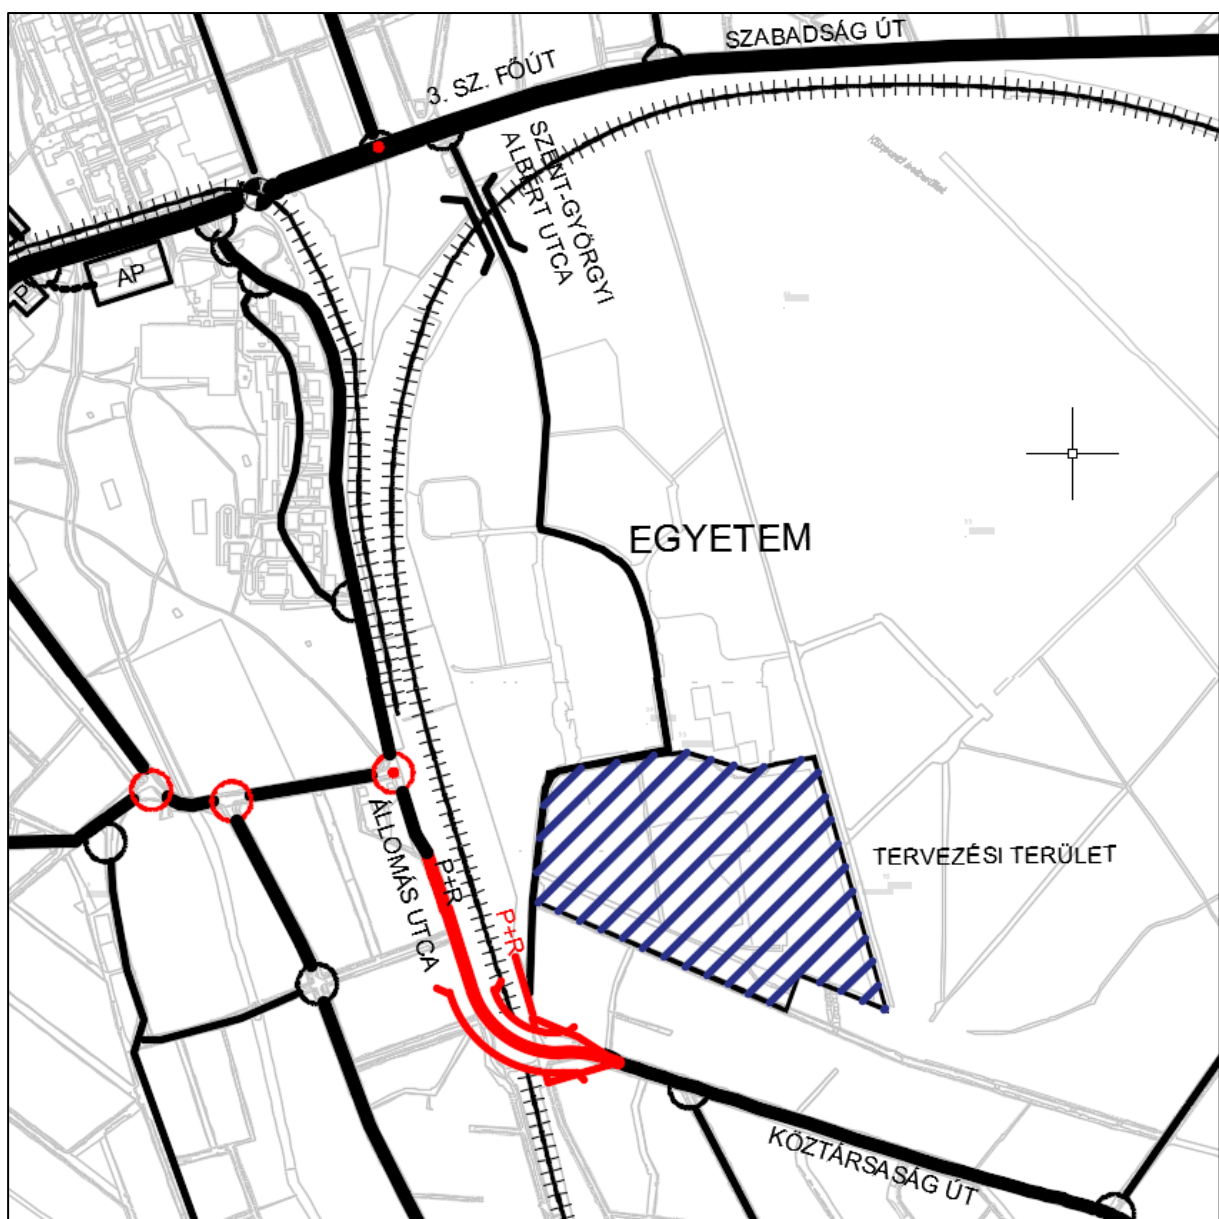 SZABADSÁG ÚT
3. SZ. FŐÚT
SZENT-GYÖRGYI
ALBERT UTCA
AP
P
EGYETEM
TERVEZÉSI TERÜLET
ÁLLOMÁS UTCA
P+R
P+R
KÖZTÁRSASÁG ÚT